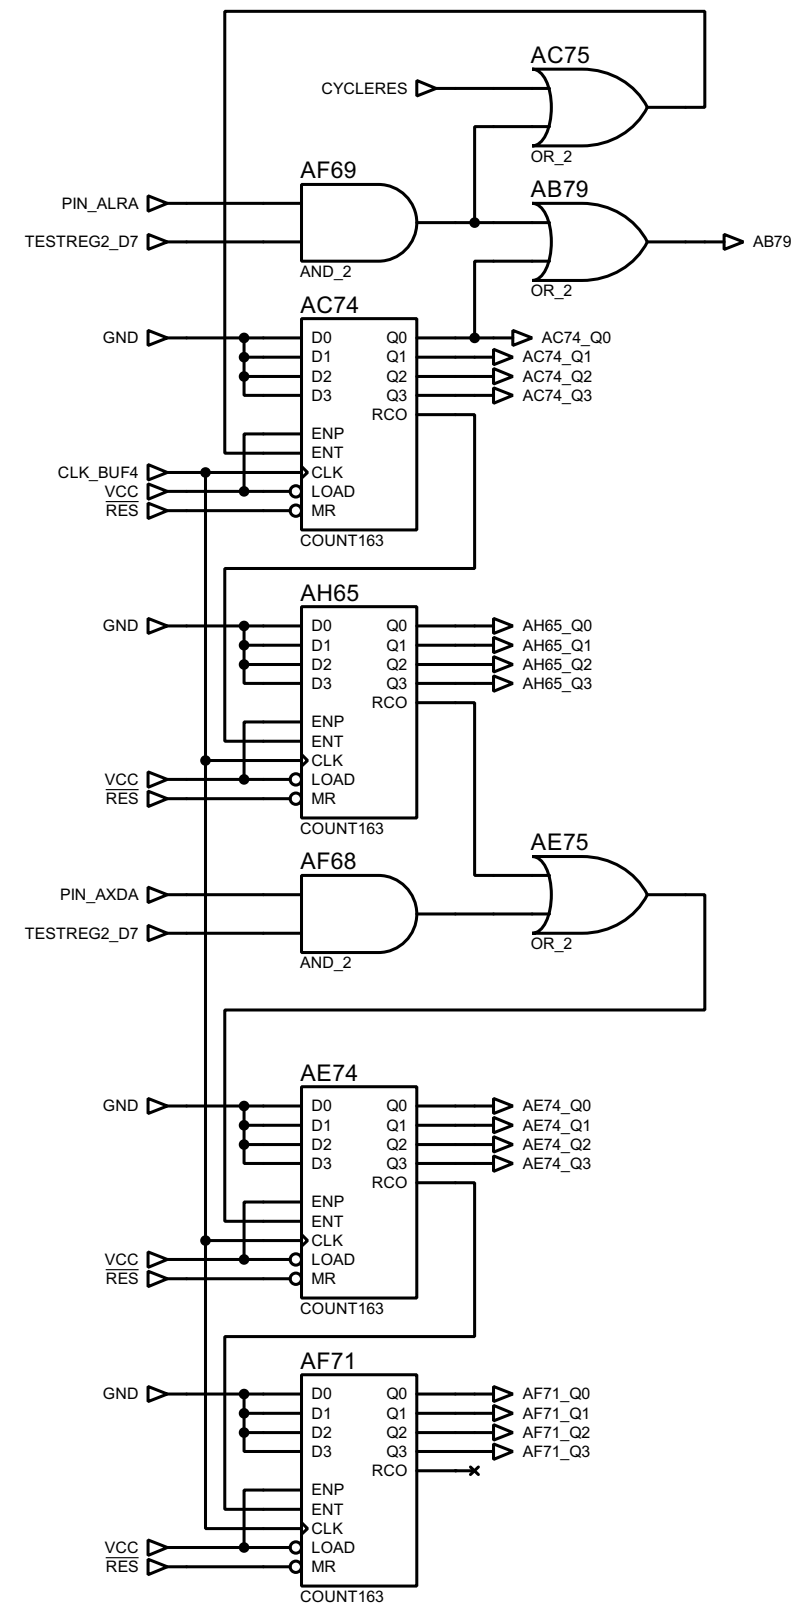 AC75
CYCLERES
OR_2
AF69
AB79
PIN_ALRA
TESTREG2_D7
AB79
AND_2
OR_2
AC74
GND D0 Q0 AC74_Q0
D1 Q1 AC74_Q1
D2 Q2 AC74_Q2
D3 Q3 AC74_Q3
RCO
ENP
ENT
CLK_BUF4 CLK
VCC LOAD
RES MR
COUNT163
AH65
GND D0 Q0 AH65_Q0
D1 Q1 AH65_Q1
D2 Q2 AH65_Q2
D3 Q3 AH65_Q3
RCO
ENP
ENT
CLK
VCC LOAD
RES MR
COUNT163
AF68
AE75
PIN_AXDA
TESTREG2_D7
OR_2
AND_2
AE74
GND D0 Q0 AE74_Q0
D1 Q1 AE74_Q1
D2 Q2 AE74_Q2
D3 Q3 AE74_Q3
RCO
ENP
ENT
CLK
VCC LOAD
RES MR
COUNT163
AF71
GND D0 Q0 AF71_Q0
D1 Q1 AF71_Q1
D2 Q2 AF71_Q2
D3 Q3 AF71_Q3
RCO
ENP
ENT
CLK
VCC LOAD
RES MR
COUNT163